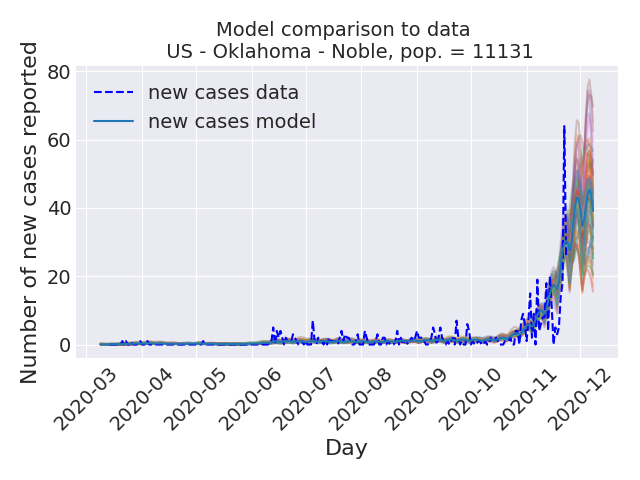 Model comparison to data
US - Oklahoma - Noble, pop. = 11131
Number of new cases reported
80
60
40
20
0
new cases data
new cases model
2020-03
2020-04
2020-05
2020-06
2020-07
2020-08
2020-09
2020-10
2020-11
2020-12
Day